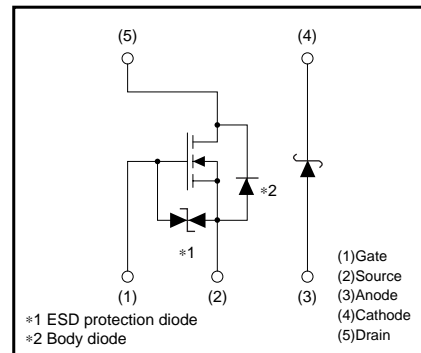 (5) (4)
∗2
∗1
(1) (2) (3)
(1)Gate
(2)Source
(3)Anode
(4)Cathode
(5)Drain
∗1 ESD protection diode
∗2 Body diode